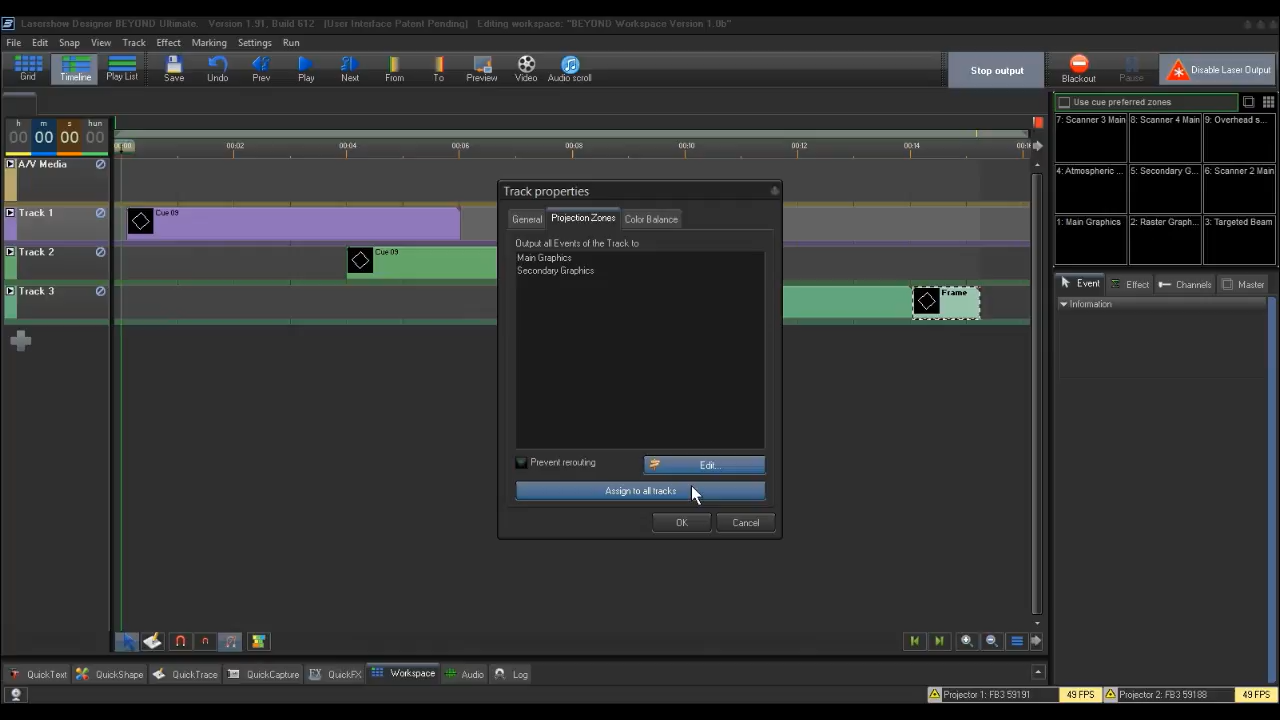 Lasershow Designer BEYOND Ultimate. Version 1.91, Build 612 (User Interface Patent Pending) Editing workspace: "BEYOND Workspace Version 1.0b"
File Edit Snap View Track Effect Marking Settings Run
Grid Timeline Play List Save Undo Prev Play Next From To Preview Video Audio scroll Stop output Blackout Pause Disable Laser Output
Use cue preferred zones
h m s hun
00 00 00 00
7: Scanner 3 Main 8: Scanner 4 Main 9: Overhead s...
00:00 00:02 00:04 00:06 00:08 00:10 00:12 00:14
A/V Media
4: Atmospheric ... 5: Secondary G... 6: Scanner 2 Main
Track properties
Track 1 Cue 09
General Projection Zones Color Balance
1: Main Graphics 2: Raster Graph... 3: Targeted Beam
Output all Events of the Track to
Track 2 Cue 09
Main Graphics
Secondary Graphics
Event Effect Channels Master
Track 3 Frame
Information
Prevent rerouting Edit...
Assign to all tracks
OK Cancel
QuickText QuickShape QuickTrace QuickCapture QuickFX Workspace Audio Log
Projector 1: FB3 59191 49 FPS Projector 2: FB3 59188 49 FPS